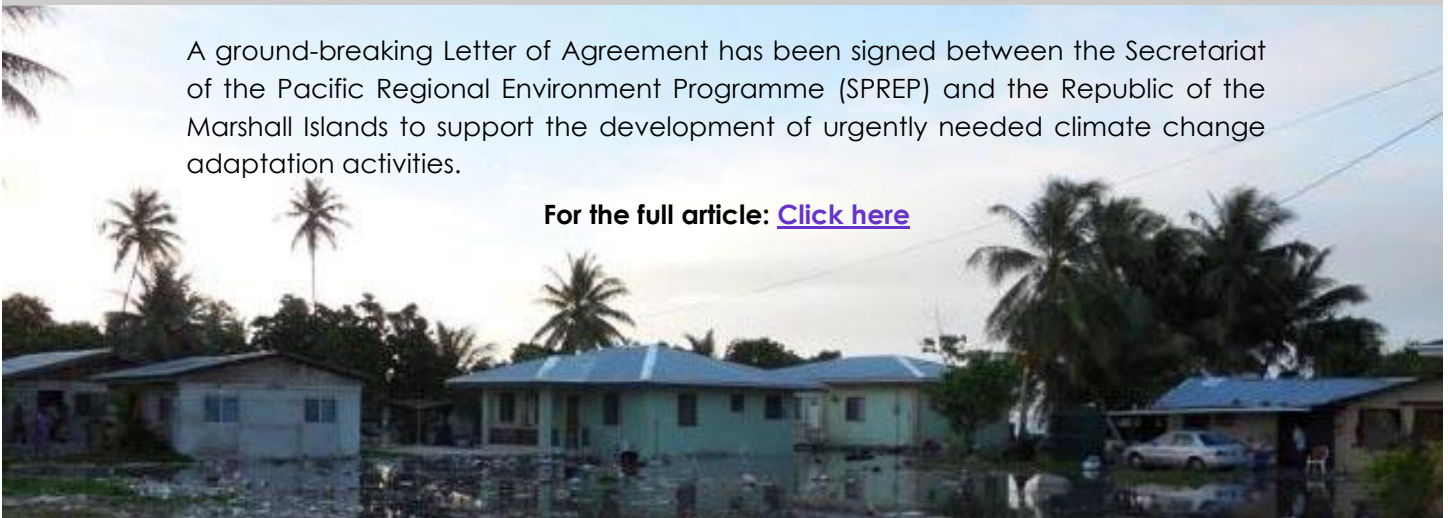 A ground-breaking Letter of Agreement has been signed between the Secretariat
of the Pacific Regional Environment Programme (SPREP) and the Republic of the
Marshall Islands to support the development of urgently needed climate change
adaptation activities.
For the full article: Click here